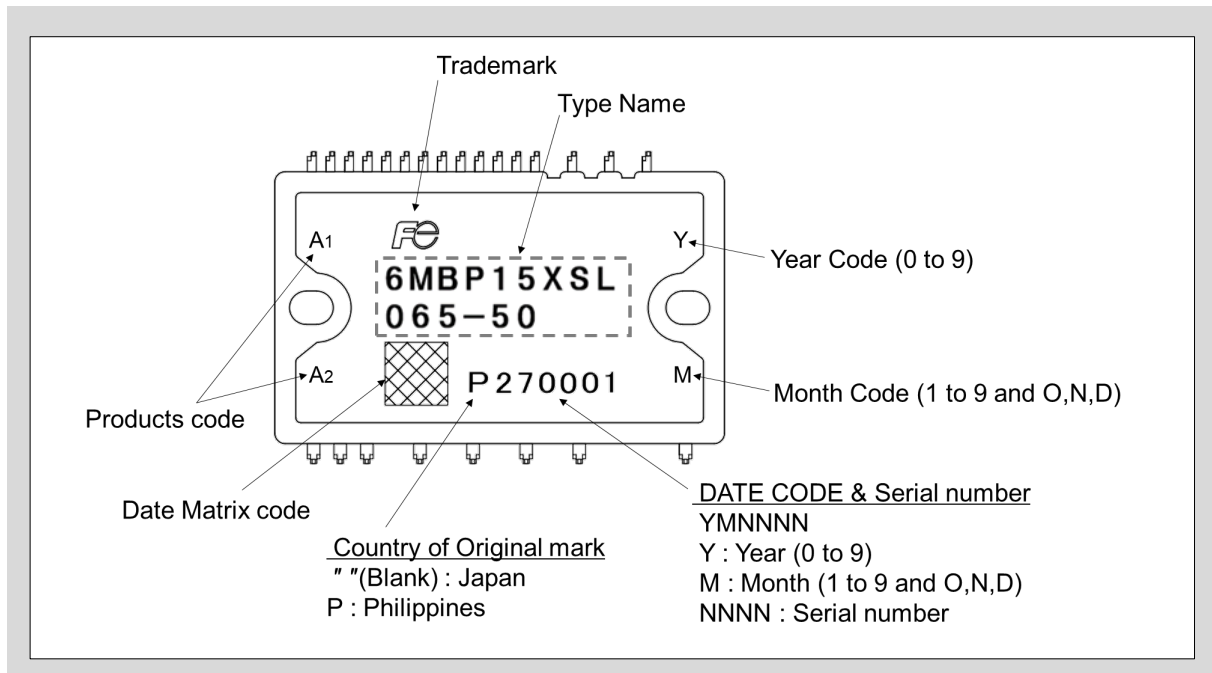 Trademark
Type Name
Fe
A1
Y
Year Code (0 to 9)
6MBP15XSL
065-50
A2
P270001
M
Month Code (1 to 9 and O,N,D)
Products code
Date Matrix code
Country of Original mark
" "(Blank) : Japan
P : Philippines
DATE CODE & Serial number
YMNNNN
Y : Year (0 to 9)
M : Month (1 to 9 and O,N,D)
NNNN : Serial number